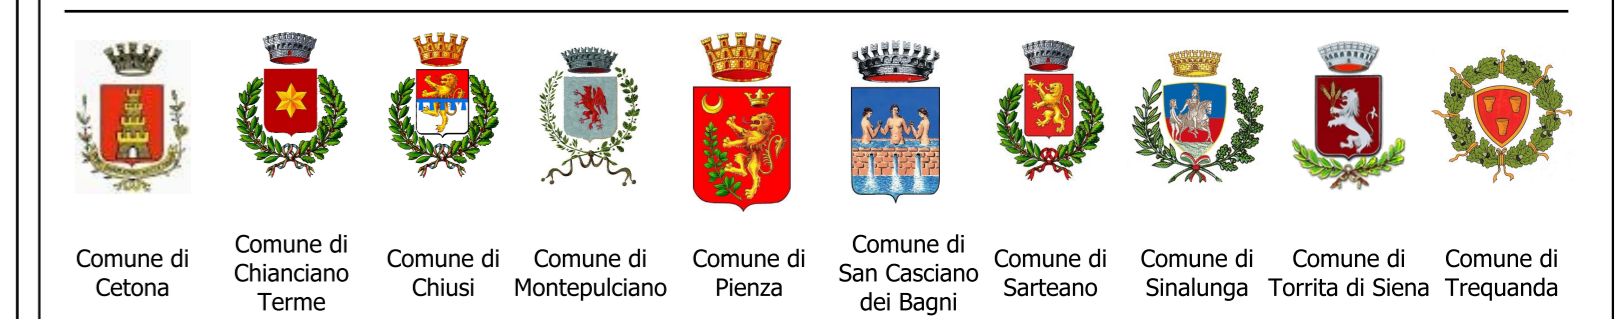 Comune di
Cetona
Comune di
Chianciano
Terme
Comune di
Chiusi
Comune di
Montepulciano
Comune di
Pienza
Comune di
San Casciano
dei Bagni
Comune di
Sarteano
Comune di
Sinalunga
Comune di
Torrita di Siena
Comune di
Trequanda